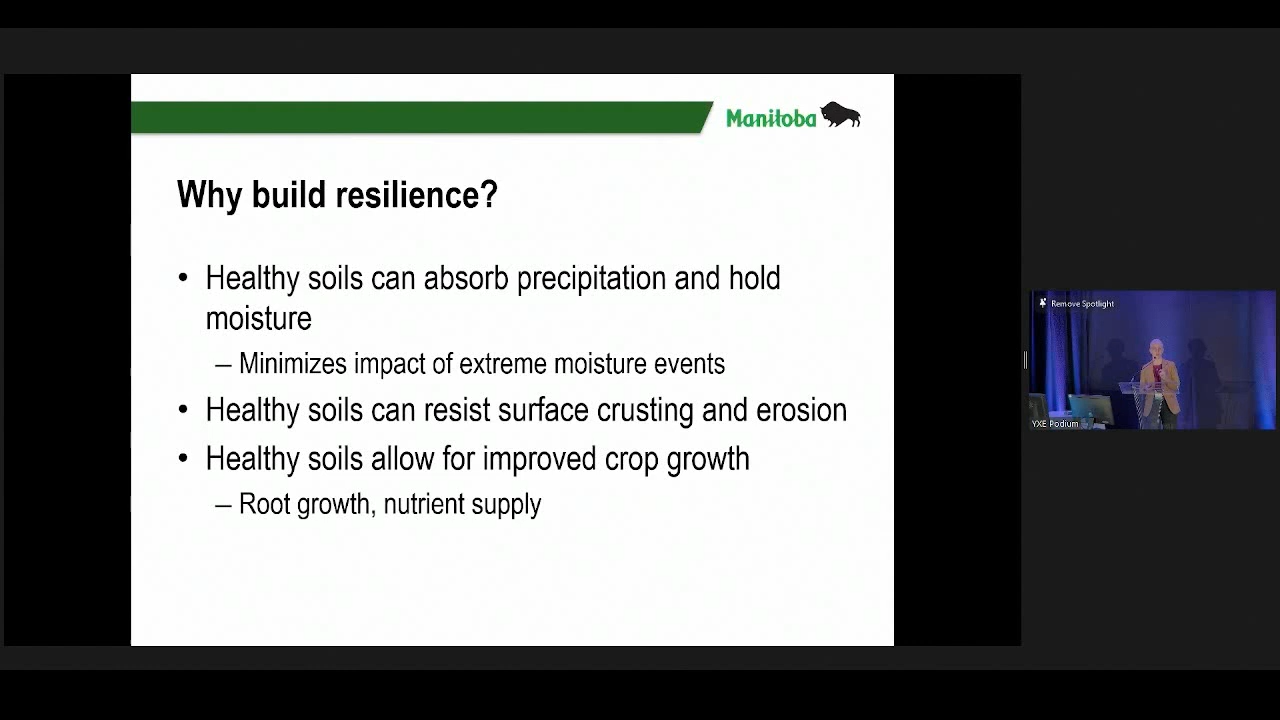 Manitoba
Why build resilience?
• Healthy soils can absorb precipitation and hold
moisture
– Minimizes impact of extreme moisture events
• Healthy soils can resist surface crusting and erosion
• Healthy soils allow for improved crop growth
– Root growth, nutrient supply
Remove Spotlight
YXE Podium